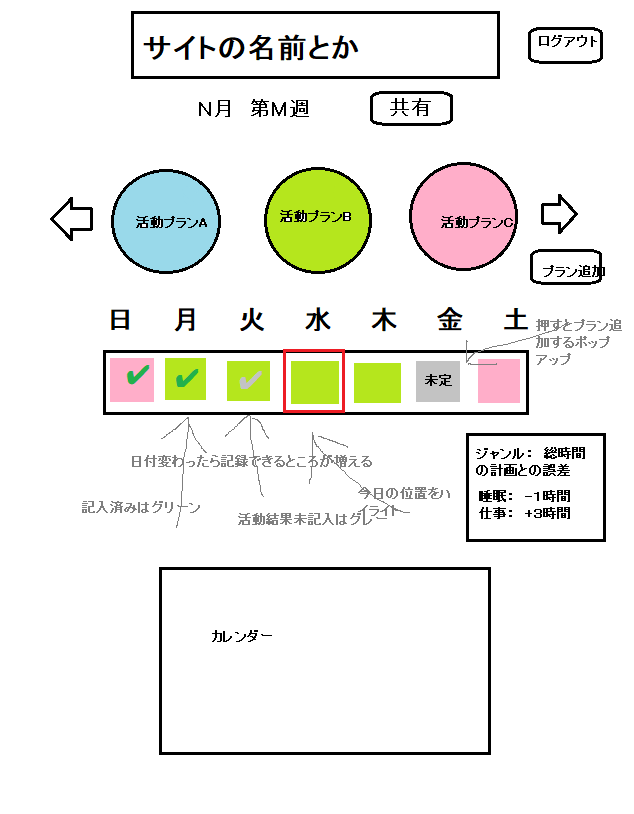 サイトの名前とか
ログアウト
N月 第M週
共有
活動プランA
活動プランB
活動プランC
プラン追加
日 月 火 水 木 金 土
押すとプラン追
加するポップ
アップ
未定
日付変わったら記録できるところが増える
記入済みはグリーン
活動結果未記入はグレー
今日の位置をハ
イライト
ジャンル： 総時間
の計画との誤差
睡眠： -1時間
仕事： +3時間
カレンダー